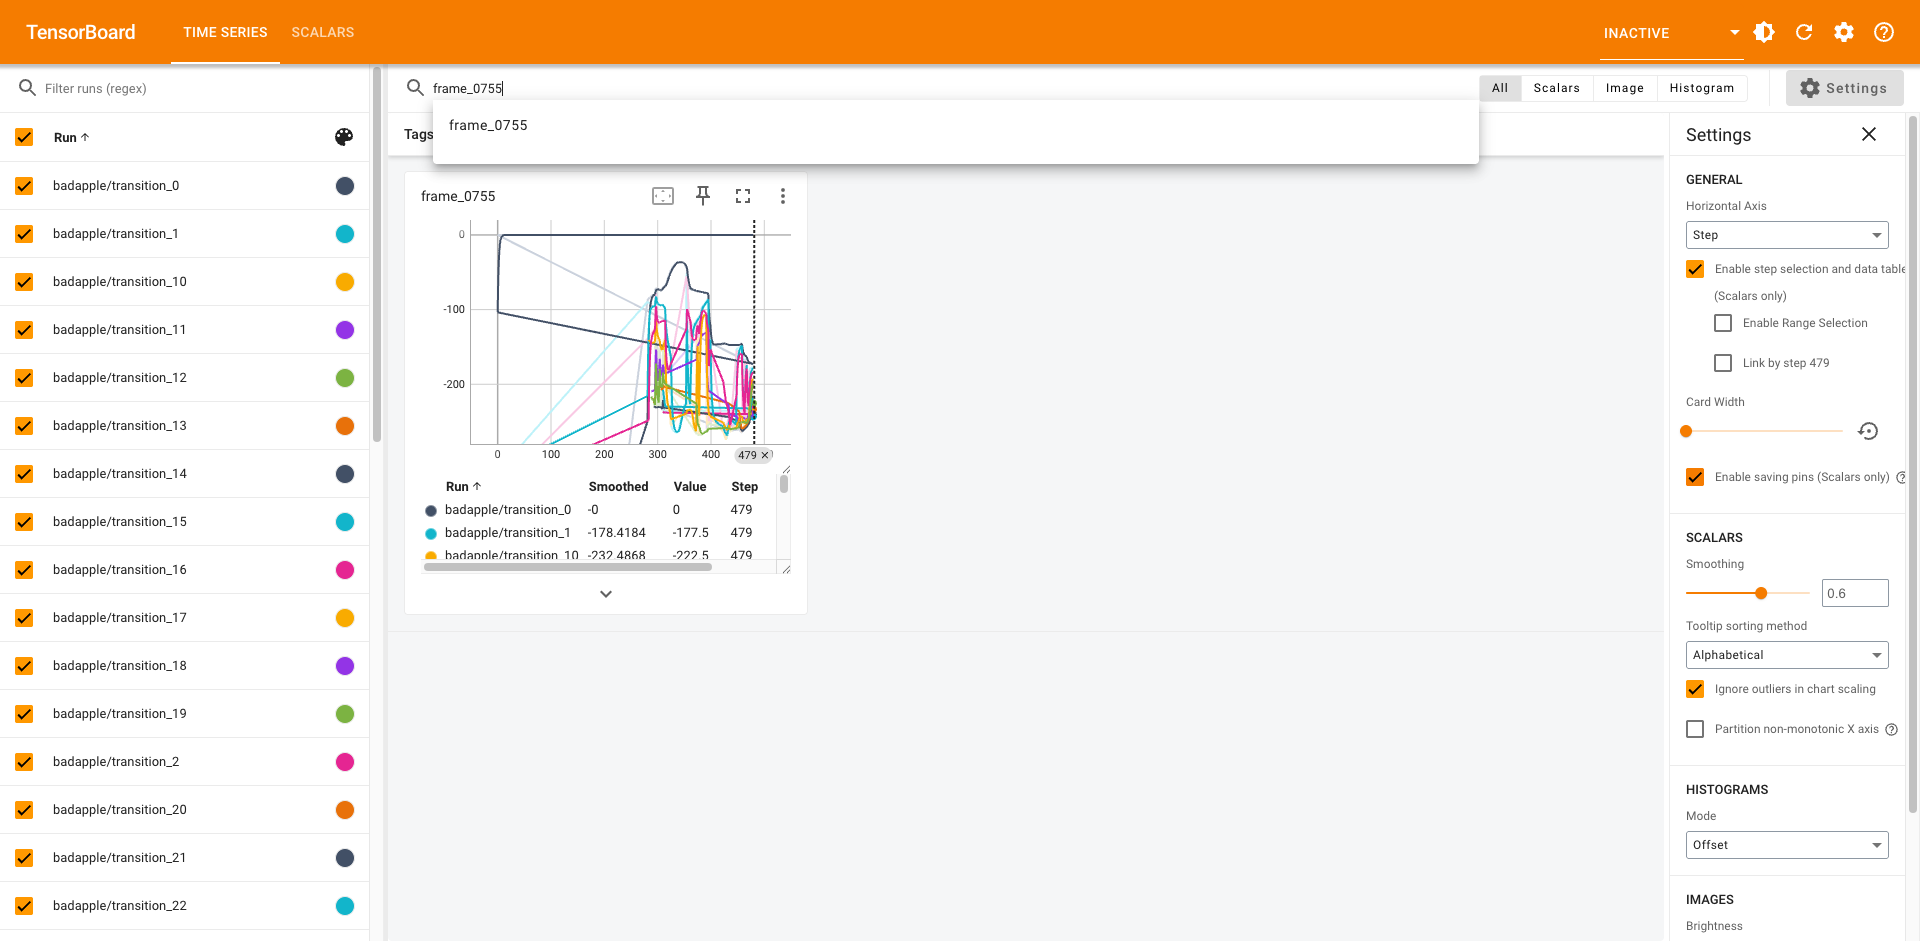 TensorBoard
TIME SERIES
SCALARS
INACTIVE
Filter runs (regex)
Run
badapple/transition_0
badapple/transition_1
badapple/transition_10
badapple/transition_11
badapple/transition_12
badapple/transition_13
badapple/transition_14
badapple/transition_15
badapple/transition_16
badapple/transition_17
badapple/transition_18
badapple/transition_19
badapple/transition_2
badapple/transition_20
badapple/transition_21
badapple/transition_22
frame_0755
All
Scalars
Image
Histogram
Settings
frame_0755
Tags
frame_0755
0
-100
-200
0
100
200
300
400
479
Run Smoothed Value Step
badapple/transition_0 -0 0 479
badapple/transition_1 -178.4184 -177.5 479
badapple/transition_10 -232.4868 -222.5 479
Settings
GENERAL
Horizontal Axis
Step
Enable step selection and data table
(Scalars only)
Enable Range Selection
Link by step 479
Card Width
Enable saving pins (Scalars only)
SCALARS
Smoothing
0.6
Tooltip sorting method
Alphabetical
Ignore outliers in chart scaling
Partition non-monotonic X axis
HISTOGRAMS
Mode
Offset
IMAGES
Brightness